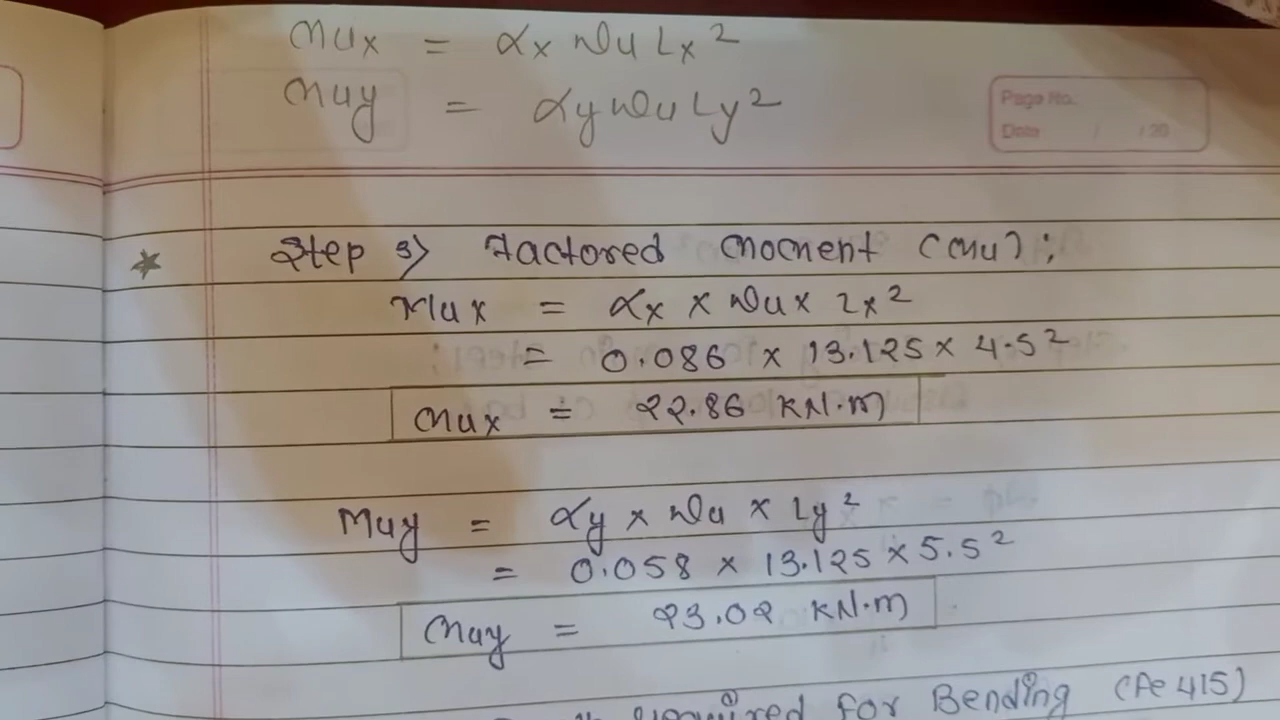 Mux = αx Wu Lx²
Muy = αy Wu Ly²
Page No.
Date / / 20
Step 3) Factored Moment (Mu):
Mux = αx × Wu × Lx²
= 0.086 × 13.125 × 4.5²
Mux = 22.86 KN.m
Muy = αy × Wu × Ly²
= 0.058 × 13.125 × 5.5²
Muy = 23.02 KN.m
required for Bending (Fe 415)